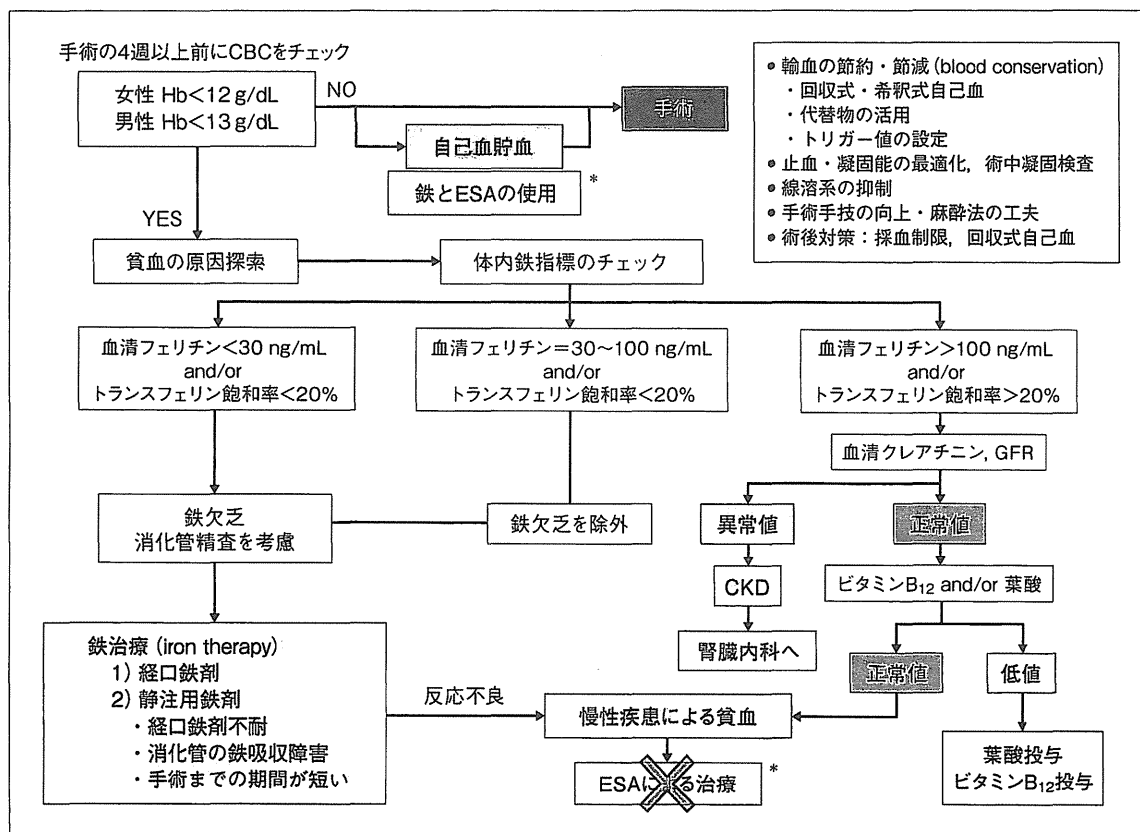 手術の4週以上前にCBCをチェック
女性 Hb<12 g/dL
男性 Hb<13 g/dL
NO
手術
自己血貯血
鉄とESAの使用
*
YES
● 輸血の節約・節減 (blood conservation)
・回収式・希釈式自己血
・代替物の活用
・トリガー値の設定
● 止血・凝固能の最適化, 術中凝固検査
● 線溶系の抑制
● 手術手技の向上・麻酔法の工夫
● 術後対策：採血制限, 回収式自己血
貧血の原因探索
体内鉄指標のチェック
血清フェリチン<30 ng/mL
and/or
トランスフェリン飽和率<20%
血清フェリチン=30〜100 ng/mL
and/or
トランスフェリン飽和率<20%
血清フェリチン>100 ng/mL
and/or
トランスフェリン飽和率>20%
血清クレアチニン, GFR
鉄欠乏
消化管精査を考慮
鉄欠乏を除外
異常値
正常値
CKD
ビタミンB₁₂ and/or 葉酸
腎臓内科へ
正常値
低値
鉄治療 (iron therapy)
1) 経口鉄剤
2) 静注用鉄剤
・経口鉄剤不耐
・消化管の鉄吸収障害
・手術までの期間が短い
反応不良
慢性疾患による貧血
ESAによる治療
*
葉酸投与
ビタミンB₁₂投与